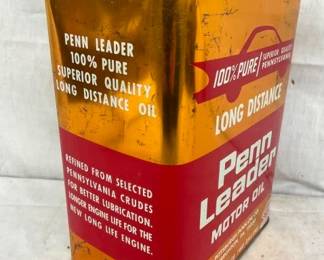 PENN LEADER
100% PURE
SUPERIOR QUALITY
LONG DISTANCE OIL
REFINED FROM SELECTED
PENNSYLVANIA CRUDES
FOR BETTER LUBRICATION.
LONGER ENGINE LIFE FOR THE
NEW LONG LIFE ENGINE.
100% PURE
SUPERIOR QUALITY
PENNSYLVANIA
LONG DISTANCE
Penn
Leader
MOTOR OIL